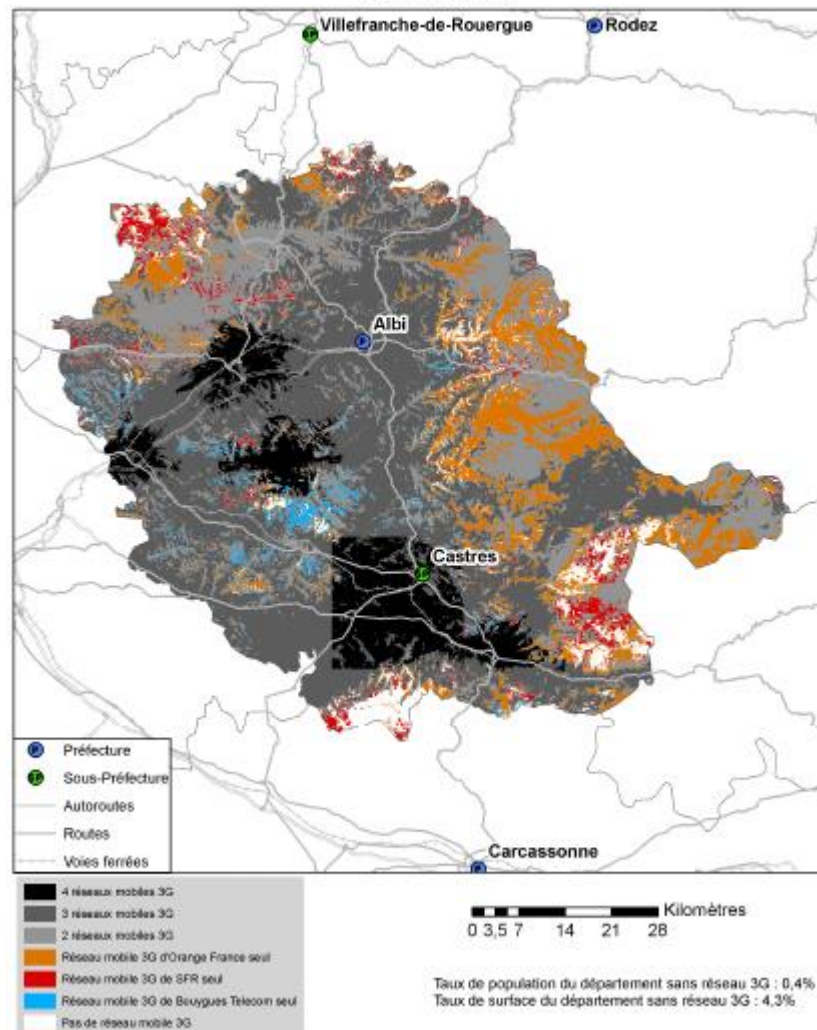 Villefranche-de-Rouergue
Rodez
Albi
Castres
Préfecture
Sous-Préfecture
Autoroutes
Routes
Voies ferrées
Carcassonne
4 réseaux mobiles 3G
3 réseaux mobiles 3G
2 réseaux mobiles 3G
Réseau mobile 3G d'Orange France seul
Réseau mobile 3G de SFR seul
Réseau mobile 3G de Bouygues Telecom seul
Pas de réseau mobile 3G
Kilomètres
0 3,5 7 14 21 28
Taux de population du département sans réseau 3G : 0,4%
Taux de surface du département sans réseau 3G : 4,3%